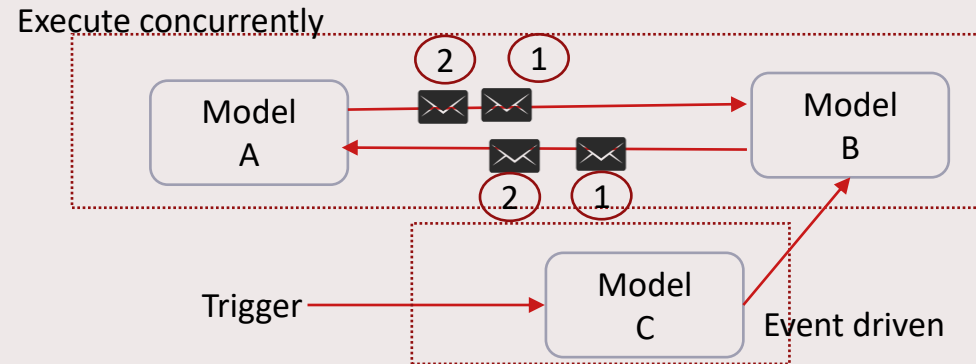 Execute concurrently
2 1
Model
A
Model
B
2 1
Trigger
Model
C
Event driven